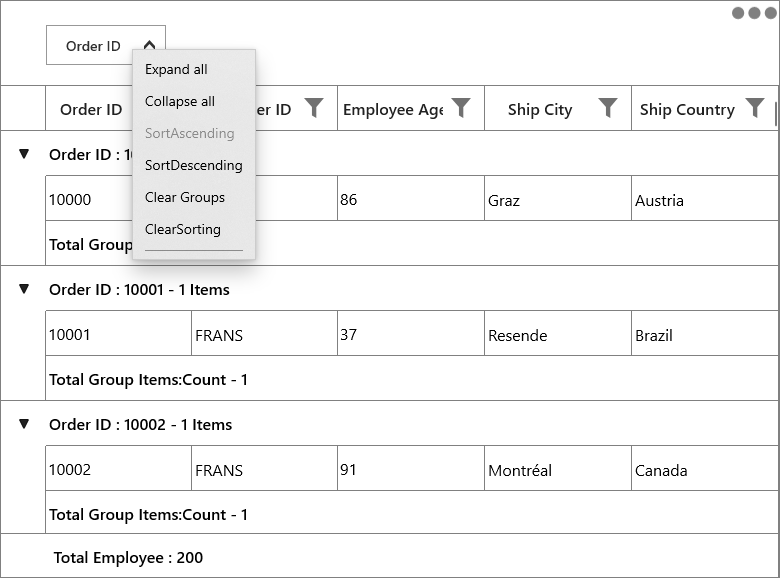 Order ID
Expand all
Collapse all
SortAscending
SortDescending
Clear Groups
ClearSorting
Order ID er ID Employee Age Ship City Ship Country
Order ID : 10
10000 86 Graz Austria
Total Group
Order ID : 10001 - 1 Items
10001 FRANS 37 Resende Brazil
Total Group Items:Count - 1
Order ID : 10002 - 1 Items
10002 FRANS 91 Montréal Canada
Total Group Items:Count - 1
Total Employee : 200